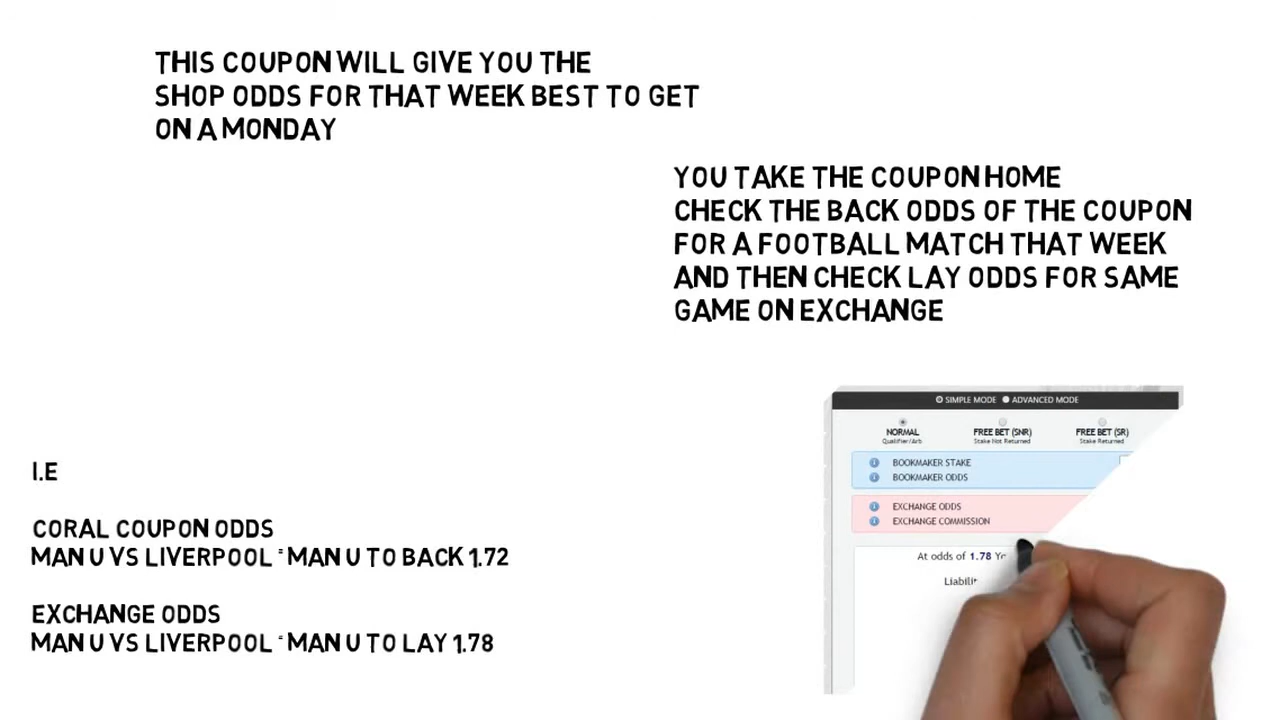 THIS COUPON WILL GIVE YOU THE
SHOP ODDS FOR THAT WEEK BEST TO GET
ON A MONDAY
YOU TAKE THE COUPON HOME
CHECK THE BACK ODDS OF THE COUPON
FOR A FOOTBALL MATCH THAT WEEK
AND THEN CHECK LAY ODDS FOR SAME
GAME ON EXCHANGE
I.E
CORAL COUPON ODDS
MAN U VS LIVERPOOL = MAN U TO BACK 1.72
EXCHANGE ODDS
MAN U VS LIVERPOOL = MAN U TO LAY 1.78
SIMPLE MODE ADVANCED MODE
NORMAL FREE BET (SNR) FREE BET (SR)
Qualifier/Arb Stake Not Returned Stake Returned
BOOKMAKER STAKE
BOOKMAKER ODDS
EXCHANGE ODDS
EXCHANGE COMMISSION
At odds of 1.78